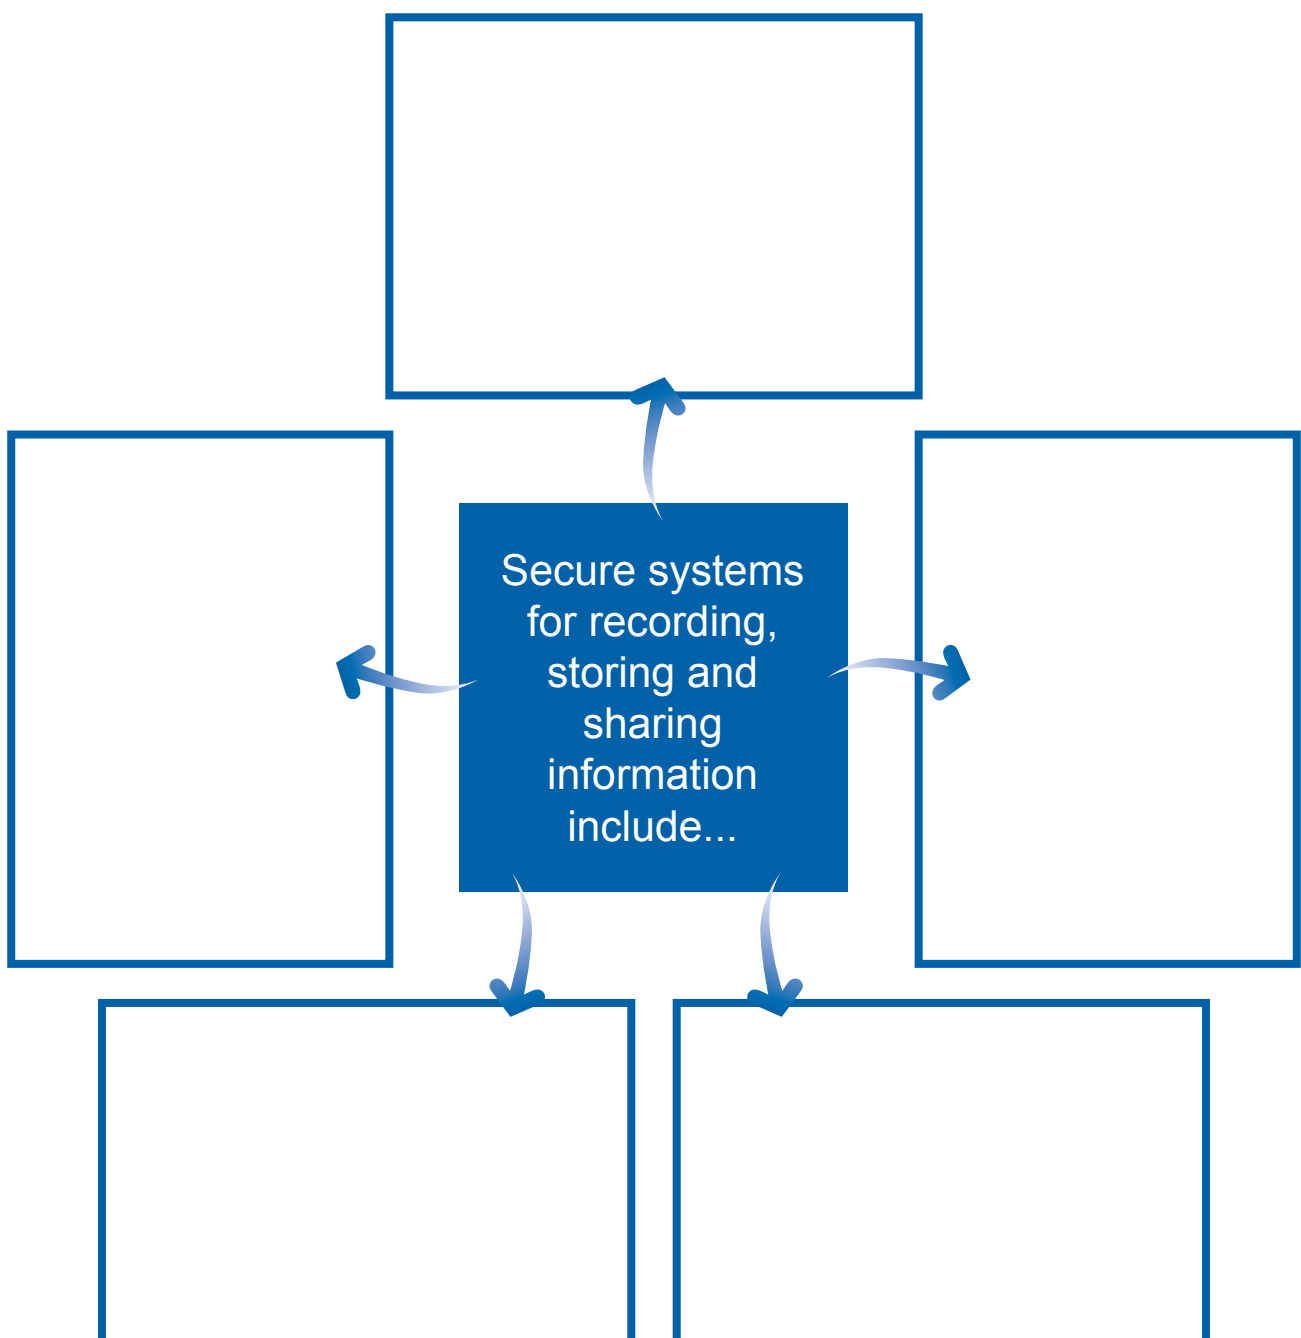 Secure systems
for recording,
storing and
sharing
information
include...